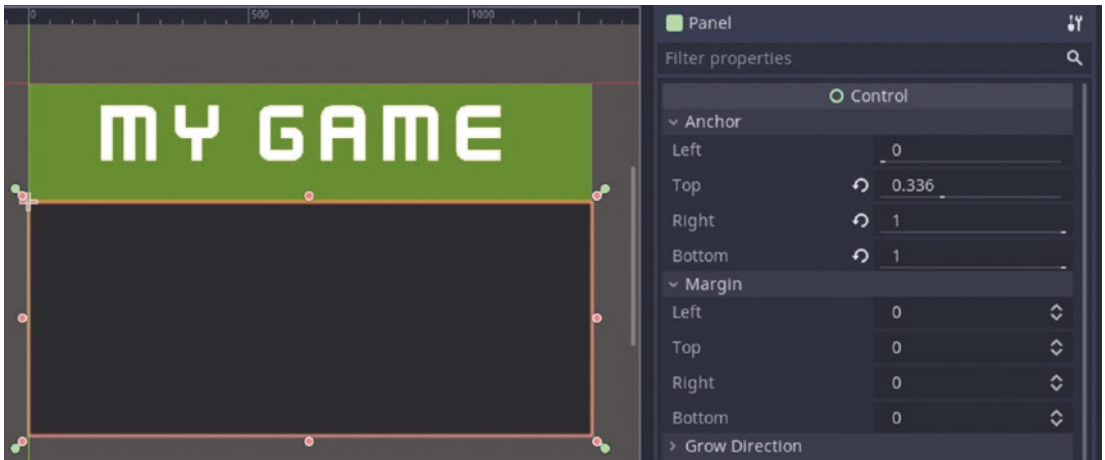 0 500 1000
MY GAME
Panel
Filter properties
Control
Anchor
Left 0
Top 0.336
Right 1
Bottom 1
Margin
Left 0
Top 0
Right 0
Bottom 0
Grow Direction